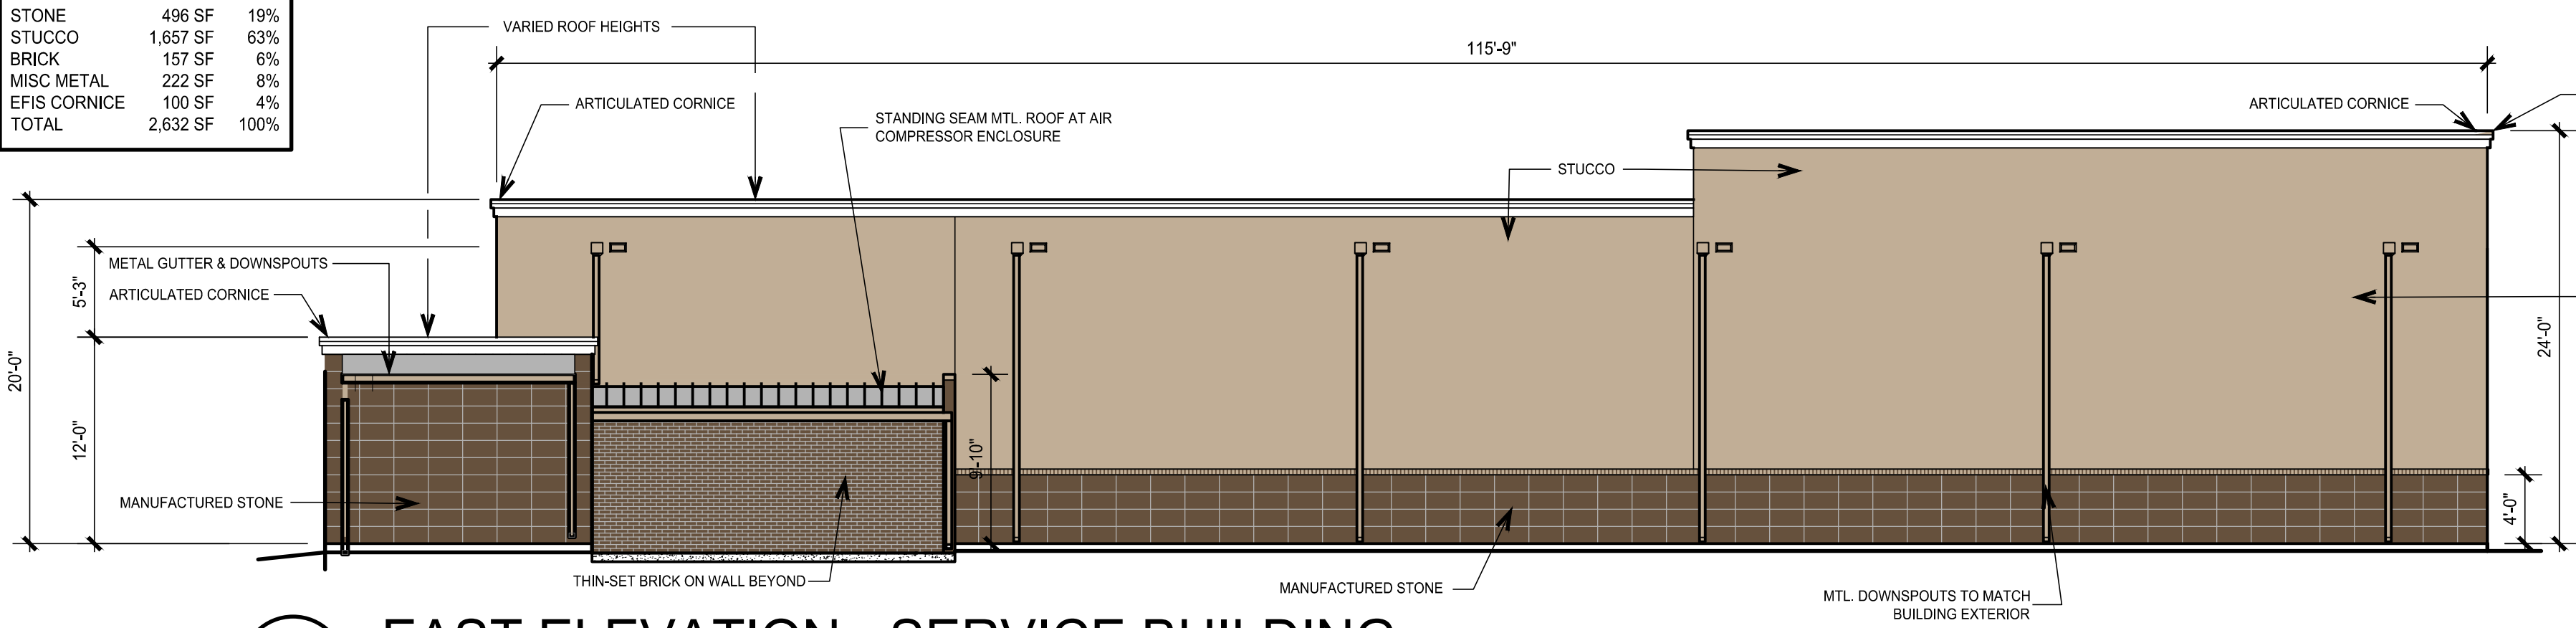 STONE 496 SF 19%
STUCCO 1,657 SF 63%
BRICK 157 SF 6%
MISC METAL 222 SF 8%
EFIS CORNICE 100 SF 4%
TOTAL 2,632 SF 100%
VARIED ROOF HEIGHTS
115'-9"
ARTICULATED CORNICE
STANDING SEAM MTL. ROOF AT AIR
COMPRESSOR ENCLOSURE
ARTICULATED CORNICE
STUCCO
METAL GUTTER & DOWNSPOUTS
ARTICULATED CORNICE
5'-3"
20'-0"
12'-0"
9'-10"
24'-0"
4'-0"
MANUFACTURED STONE
THIN-SET BRICK ON WALL BEYOND
MANUFACTURED STONE
MTL. DOWNSPOUTS TO MATCH
BUILDING EXTERIOR
EAST ELEVATION - SERVICE BUILDING